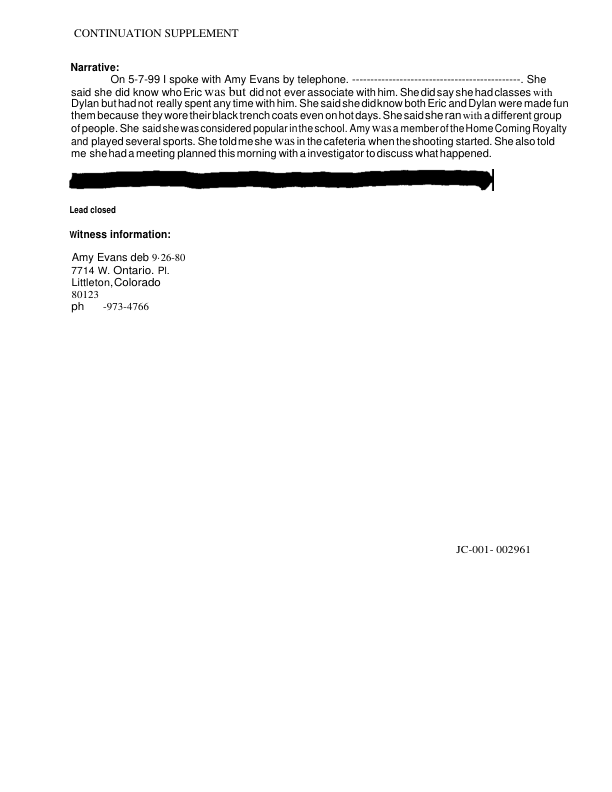 CONTINUATION SUPPLEMENT
Narrative:
On 5-7-99 I spoke with Amy Evans by telephone. ----------------------------------------------. She
said she did know who Eric was but did not ever associate with him. She did say she had classes with
Dylan but had not really spent any time with him. She said she did know both Eric and Dylan were made fun
them because they wore their black trench coats even on hot days. She said she ran with a different group
of people. She said she was considered popular in the school. Amy was a member of the Home Coming Royalty
and played several sports. She told me she was in the cafeteria when the shooting started. She also told
me she had a meeting planned this morning with a investigator to discuss what happened.
Lead closed
Witness information:
Amy Evans deb 9-26-80
7714 W. Ontario. Pl.
Littleton, Colorado
80123
ph -973-4766
JC-001- 002961